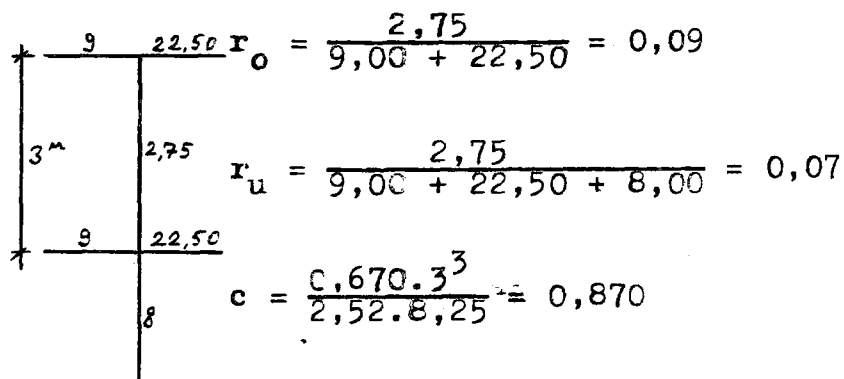 9 22,50 r_o = 2,75 / (9,00 + 22,50) = 0,09
3 m 2,75
r_u = 2,75 / (9,00 + 22,50 + 8,00) = 0,07
9 22,50
c = 0,670.3³ / 2,52.8,25 = 0,870
8